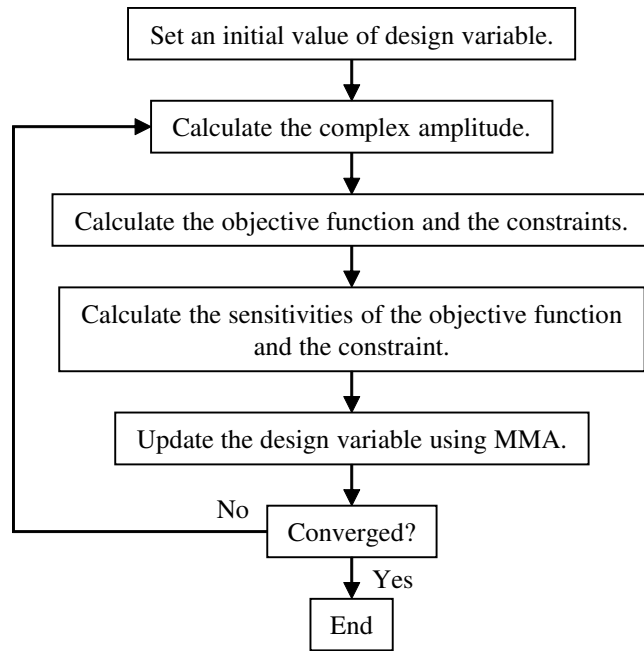 Set an initial value of design variable.
Calculate the complex amplitude.
Calculate the objective function and the constraints.
Calculate the sensitivities of the objective function
and the constraint.
Update the design variable using MMA.
No
Converged?
Yes
End